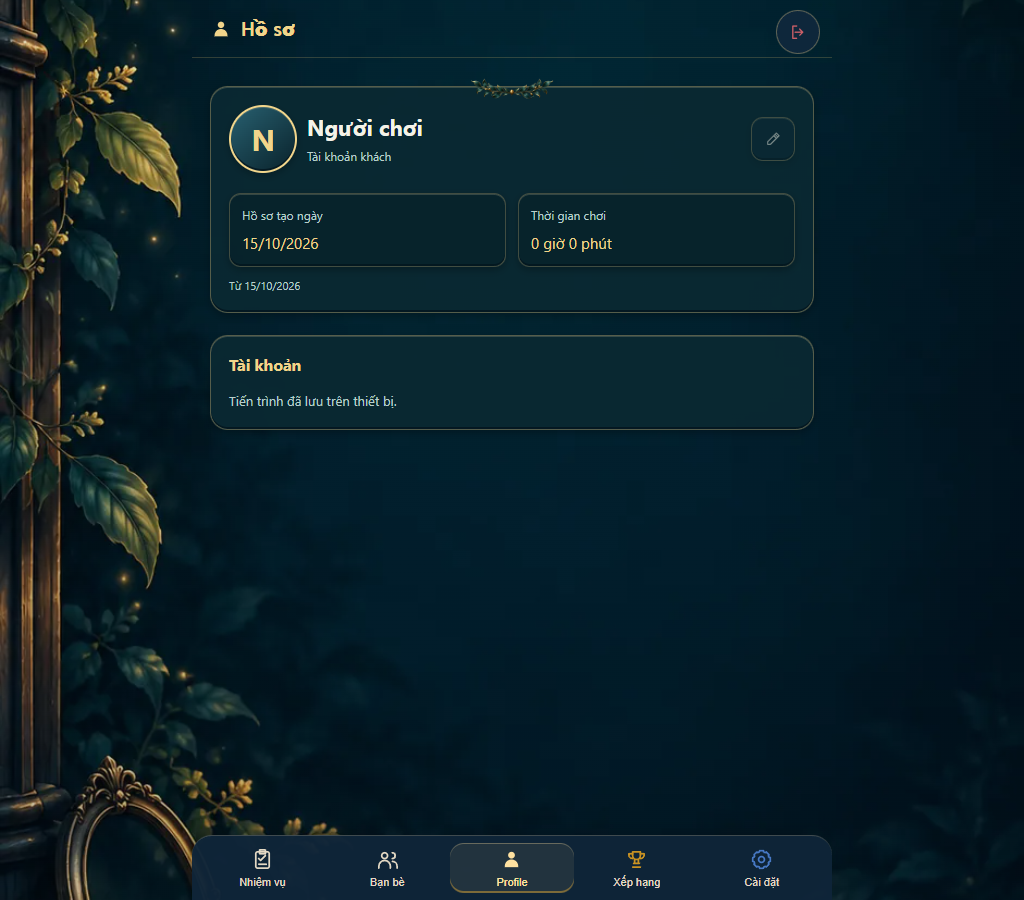 Hồ sơ
N
Người chơi
Tài khoản khách
Hồ sơ tạo ngày
15/10/2026
Thời gian chơi
0 giờ 0 phút
Từ 15/10/2026
Tài khoản
Tiến trình đã lưu trên thiết bị.
Nhiệm vụ
Bạn bè
Profile
Xếp hạng
Cài đặt